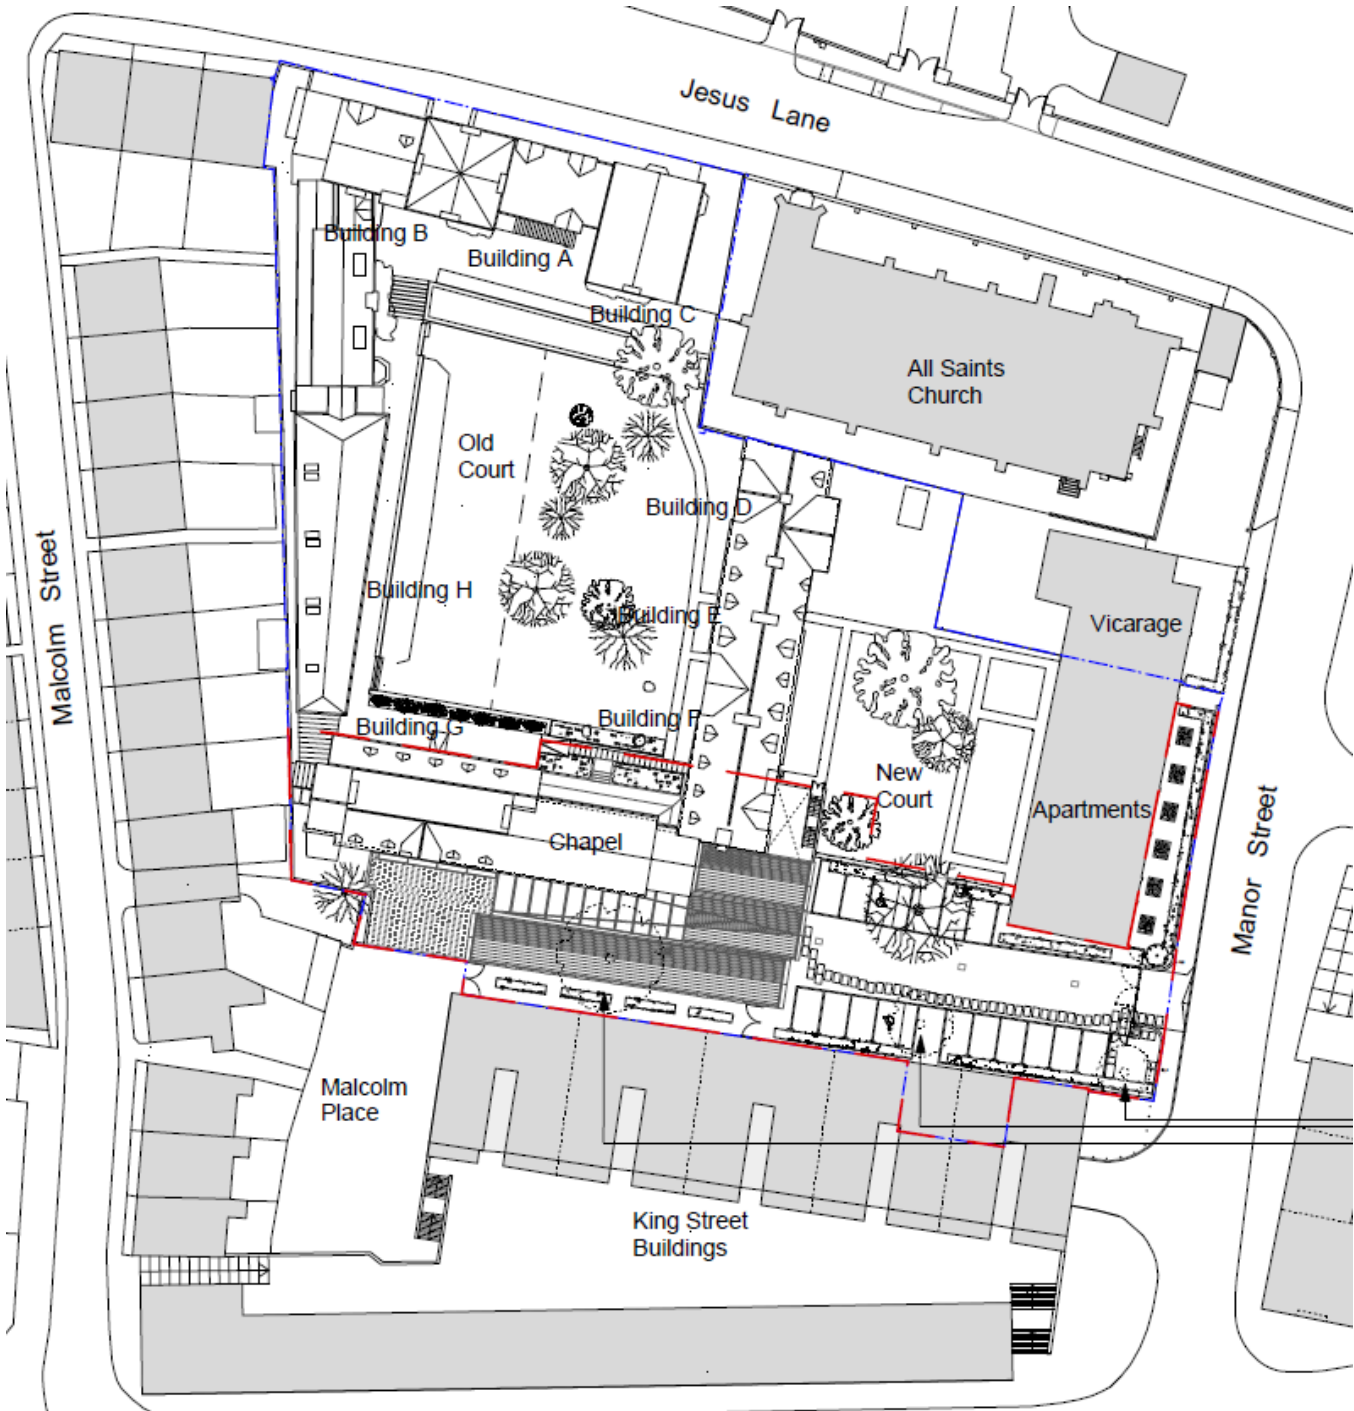 Jesus Lane
Building B
Building A
Building C
All Saints
Church
Old
Court
Building D
Malcolm Street
Building H
Building E
Vicarage
Building F
Building G
New
Court
Apartments
Manor Street
Chapel
Malcolm
Place
King Street
Buildings